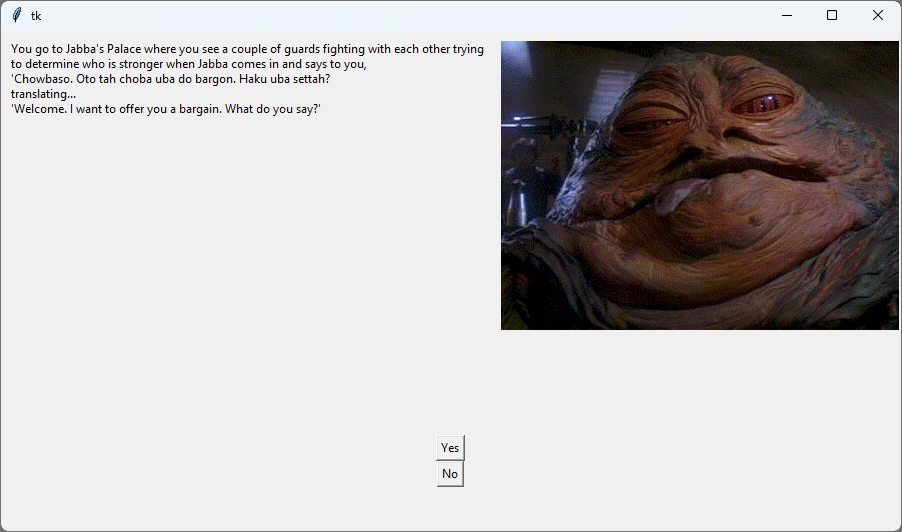 tk
You go to Jabba's Palace where you see a couple of guards fighting with each other trying
to determine who is stronger when Jabba comes in and says to you,
'Chowbaso. Oto tah choba uba do bargon. Haku uba settah?
translating...
'Welcome. I want to offer you a bargain. What do you say?'
Yes
No